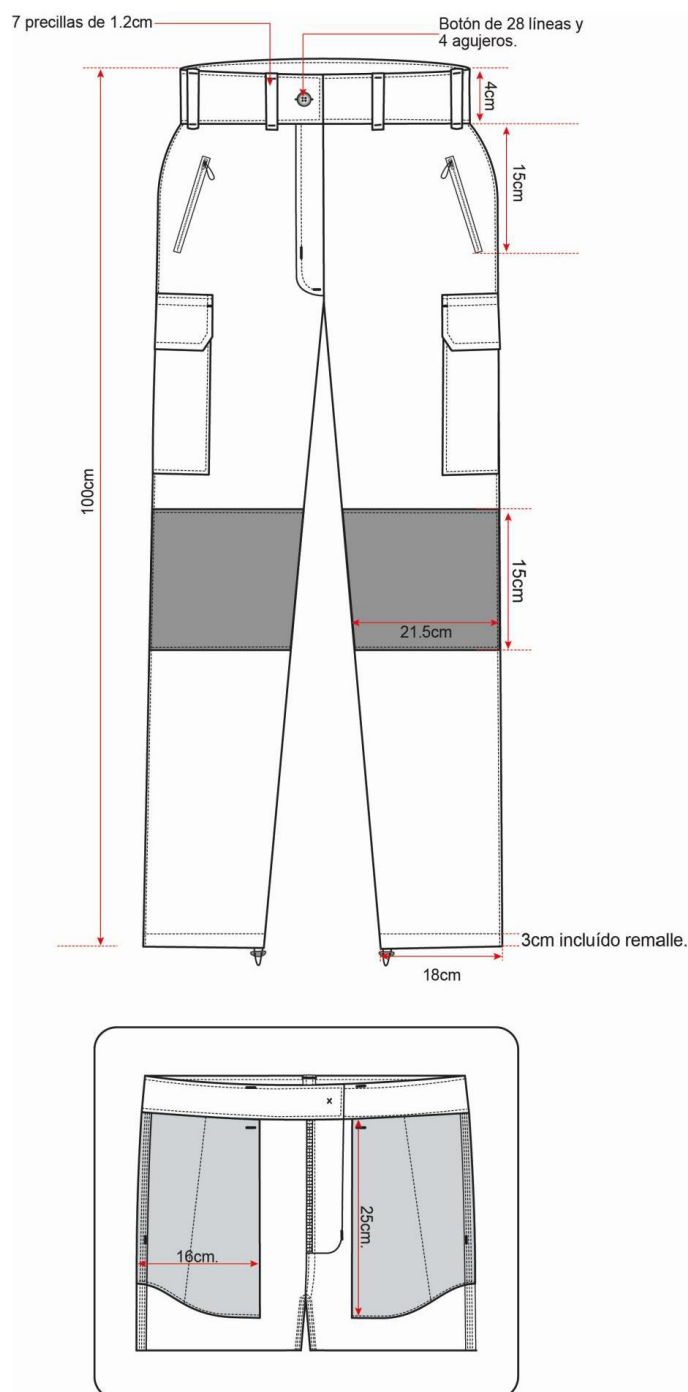 7 precillas de 1.2cm
Botón de 28 líneas y
4 agujeros.
4cm
15cm
100cm
15cm
21.5cm
3cm incluído remalle.
18cm
x
25cm.
16cm.